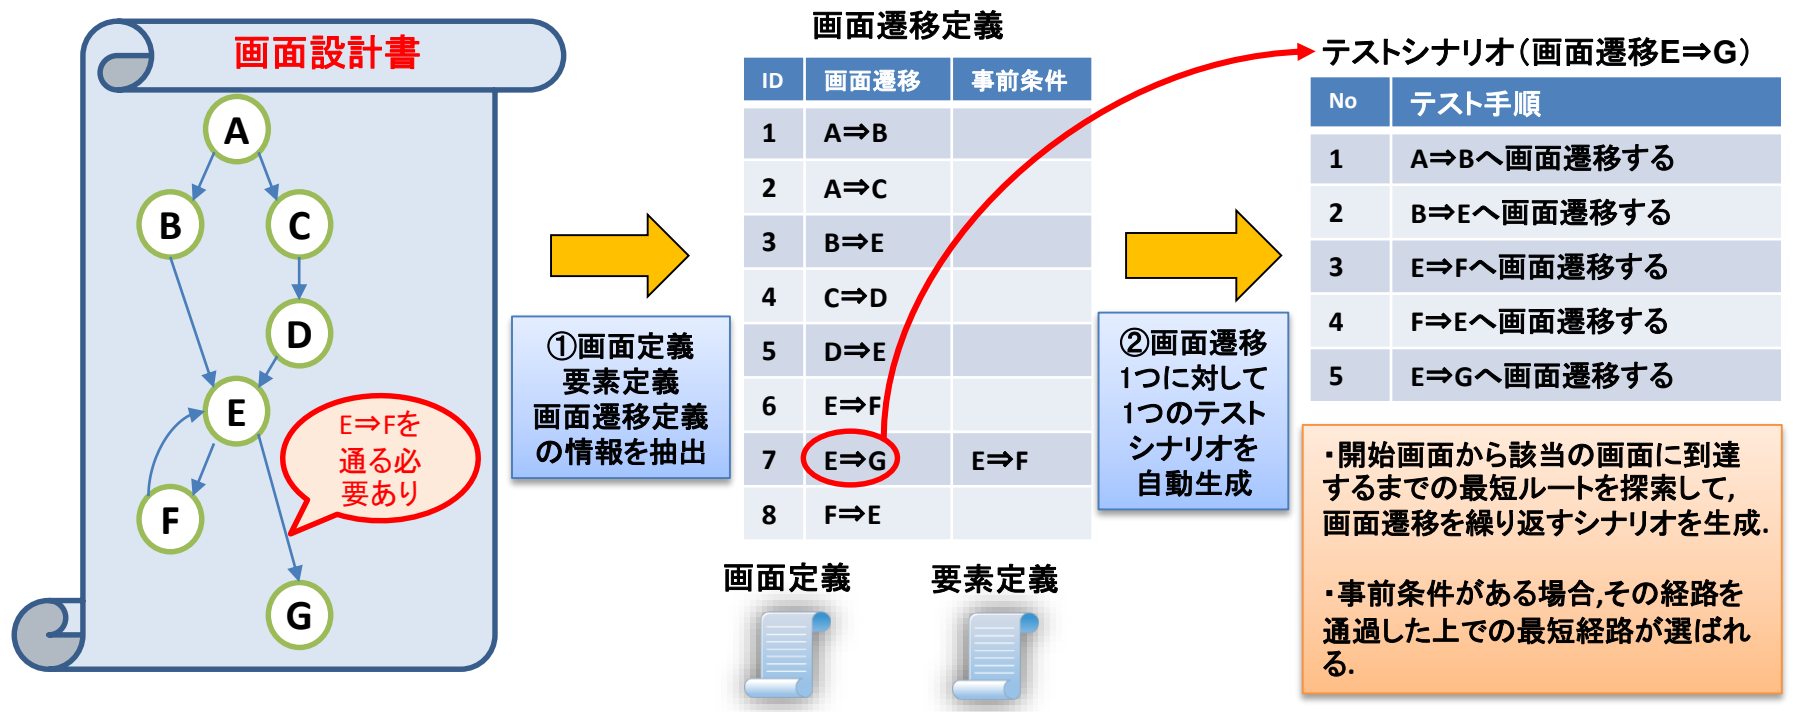 画面設計書
A
B
C
D
E
F
G
E⇒Fを
通る必
要あり
①画面定義
要素定義
画面遷移定義
の情報を抽出
画面遷移定義
ID 画面遷移 事前条件
1 A⇒B
2 A⇒C
3 B⇒E
4 C⇒D
5 D⇒E
6 E⇒F
7 E⇒G E⇒F
8 F⇒E
画面定義
要素定義
②画面遷移
1つに対して
1つのテスト
シナリオを
自動生成
テストシナリオ（画面遷移E⇒G）
No テスト手順
1 A⇒Bへ画面遷移する
2 B⇒Eへ画面遷移する
3 E⇒Fへ画面遷移する
4 F⇒Eへ画面遷移する
5 E⇒Gへ画面遷移する
・開始画面から該当の画面に到達
するまでの最短ルートを探索して,
画面遷移を繰り返すシナリオを生成.
・事前条件がある場合,その経路を
通過した上での最短経路が選ばれ
る.